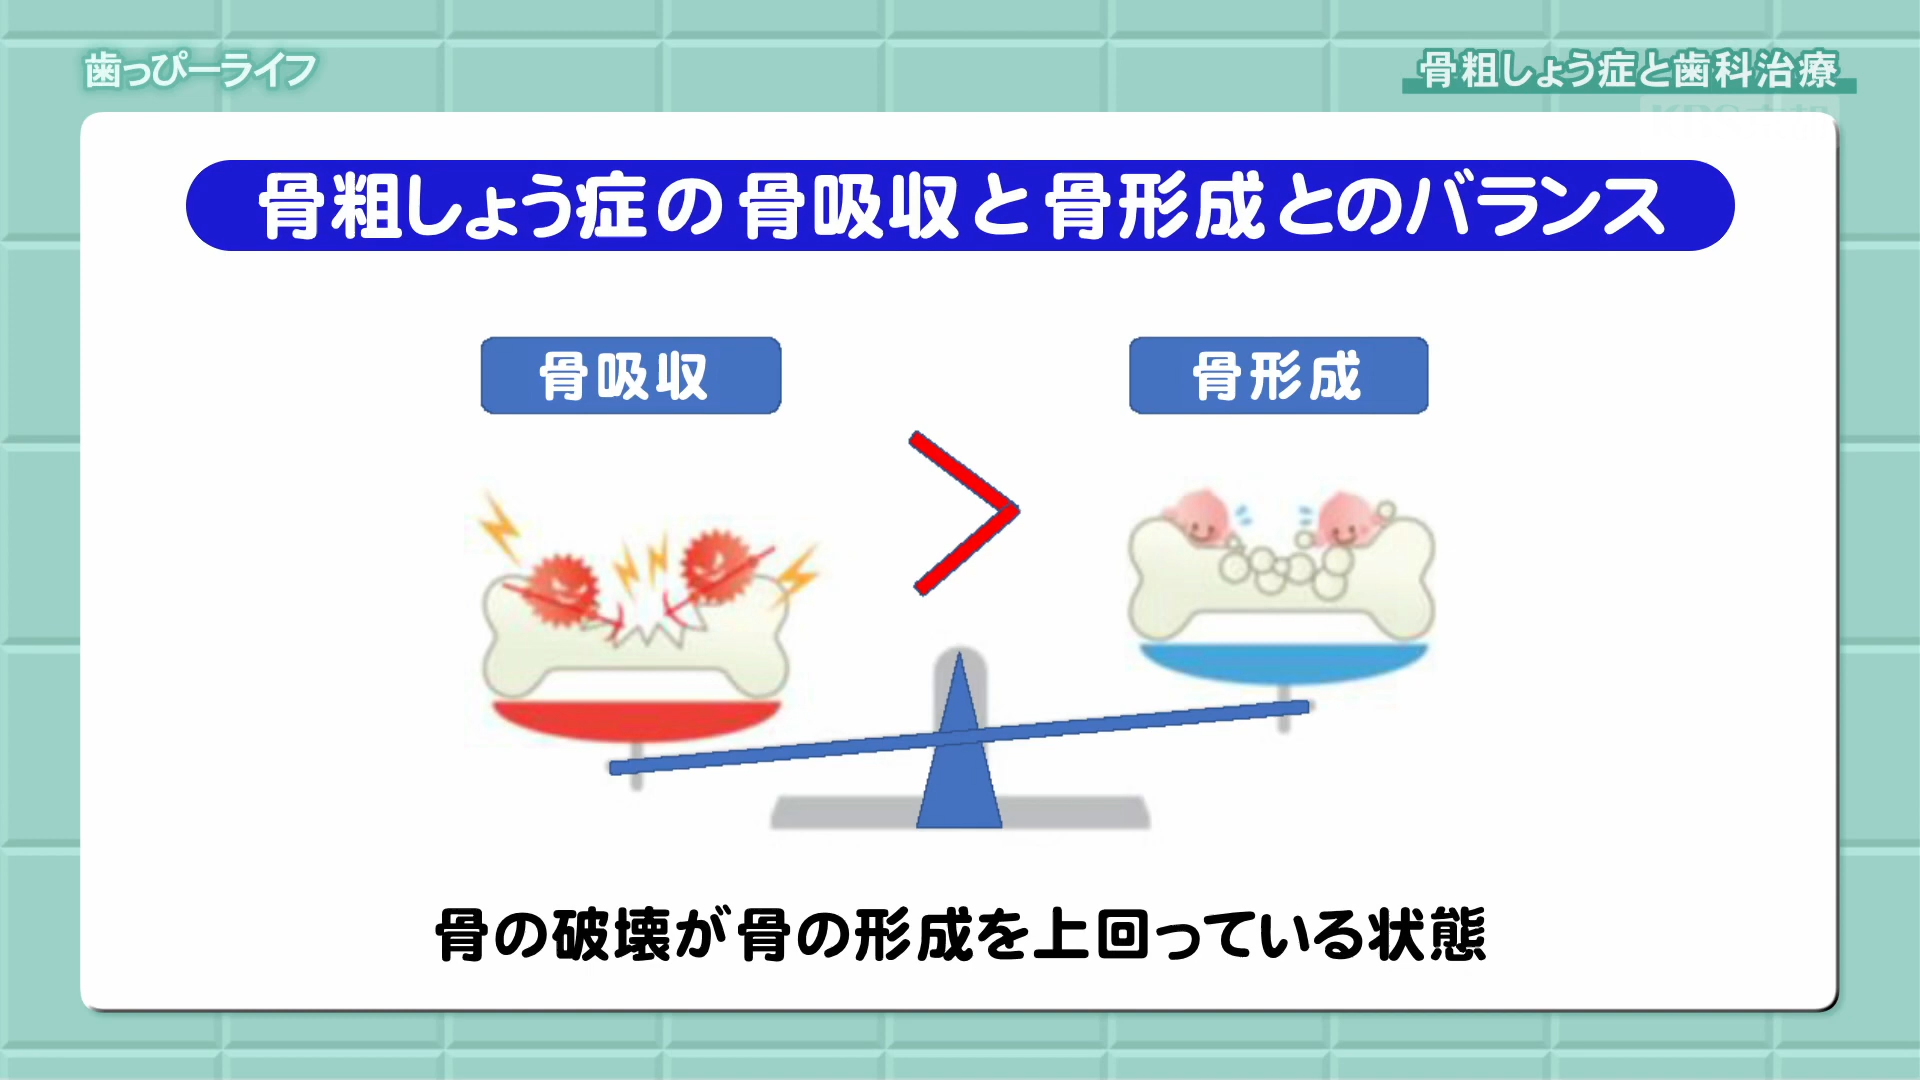 歯っぴーライフ
骨粗しょう症と歯科治療
骨粗しょう症の骨吸収と骨形成とのバランス
骨吸収
骨形成
>
骨の破壊が骨の形成を上回っている状態